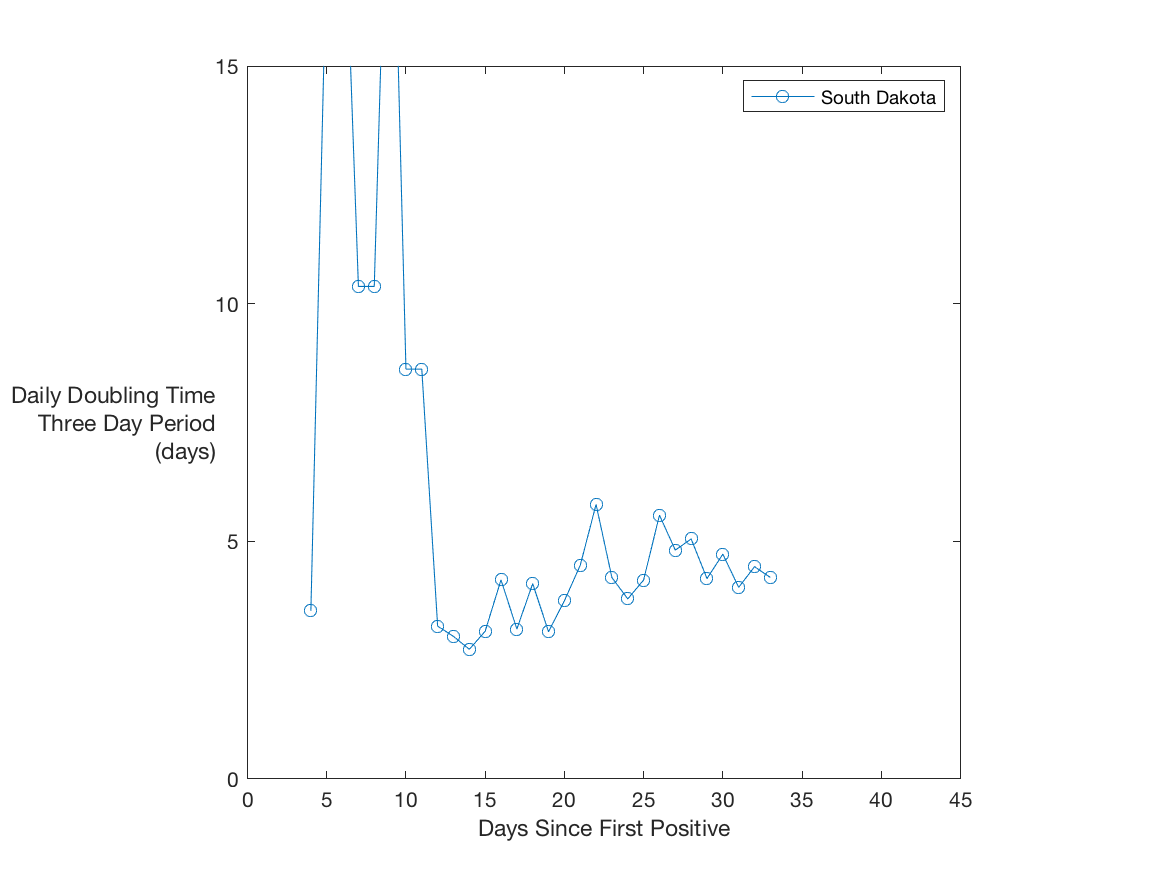 15
South Dakota
10
Daily Doubling Time
Three Day Period
(days)
5
0
0 5 10 15 20 25 30 35 40 45
Days Since First Positive